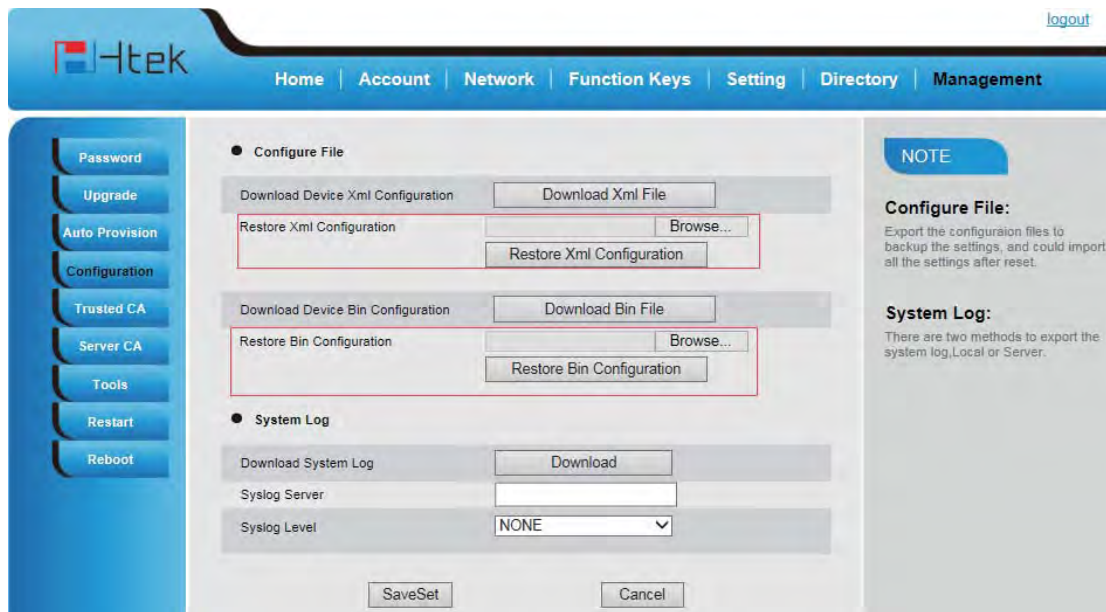 logout
Htek
Home | Account | Network | Function Keys | Setting | Directory | Management
Password
Upgrade
Auto Provision
Configuration
Trusted CA
Server CA
Tools
Restart
Reboot
Configure File
Download Device Xml Configuration Download Xml File
Restore Xml Configuration Browse...
Restore Xml Configuration
Download Device Bin Configuration Download Bin File
Restore Bin Configuration Browse...
Restore Bin Configuration
System Log
Download System Log Download
Syslog Server
Syslog Level NONE
SaveSet Cancel
NOTE
Configure File:
Export the configuraion files to
backup the settings, and could import
all the settings after reset.
System Log:
There are two methods to export the
system log,Local or Server.